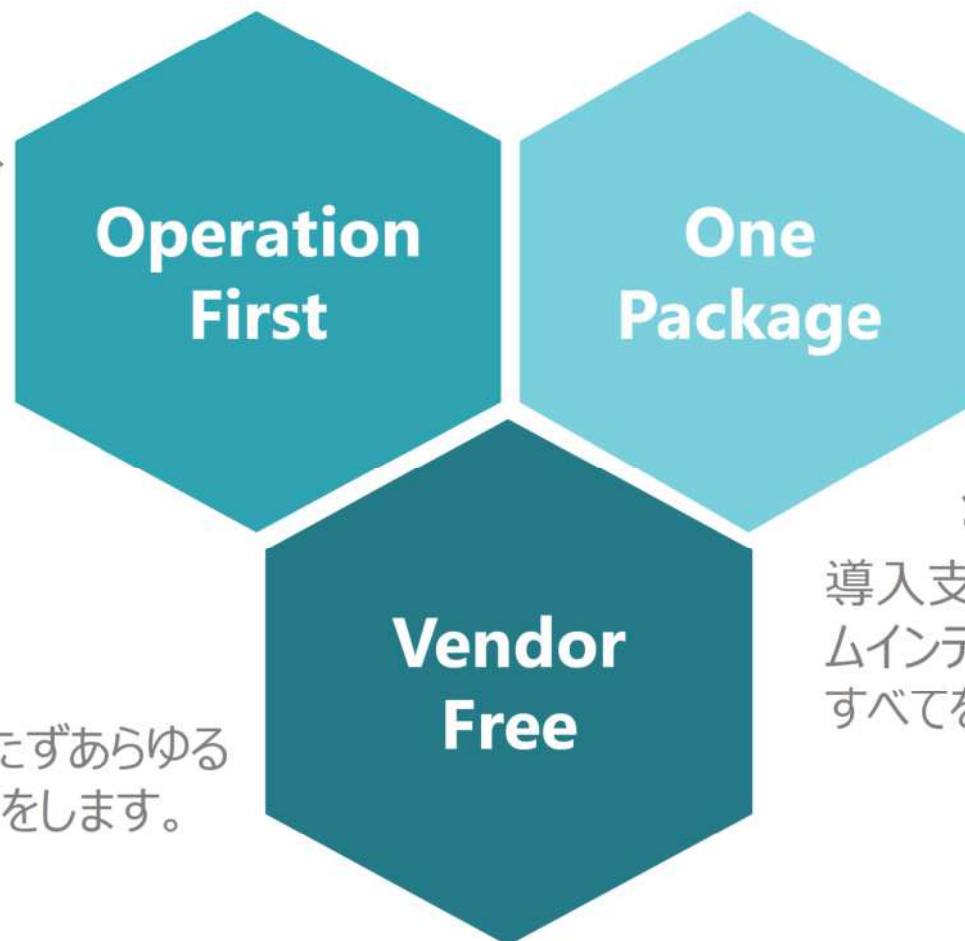 Operation
First
One
Package
Vendor
Free
導入支
ムインテ
すべてを
たずあらゆる
をします。